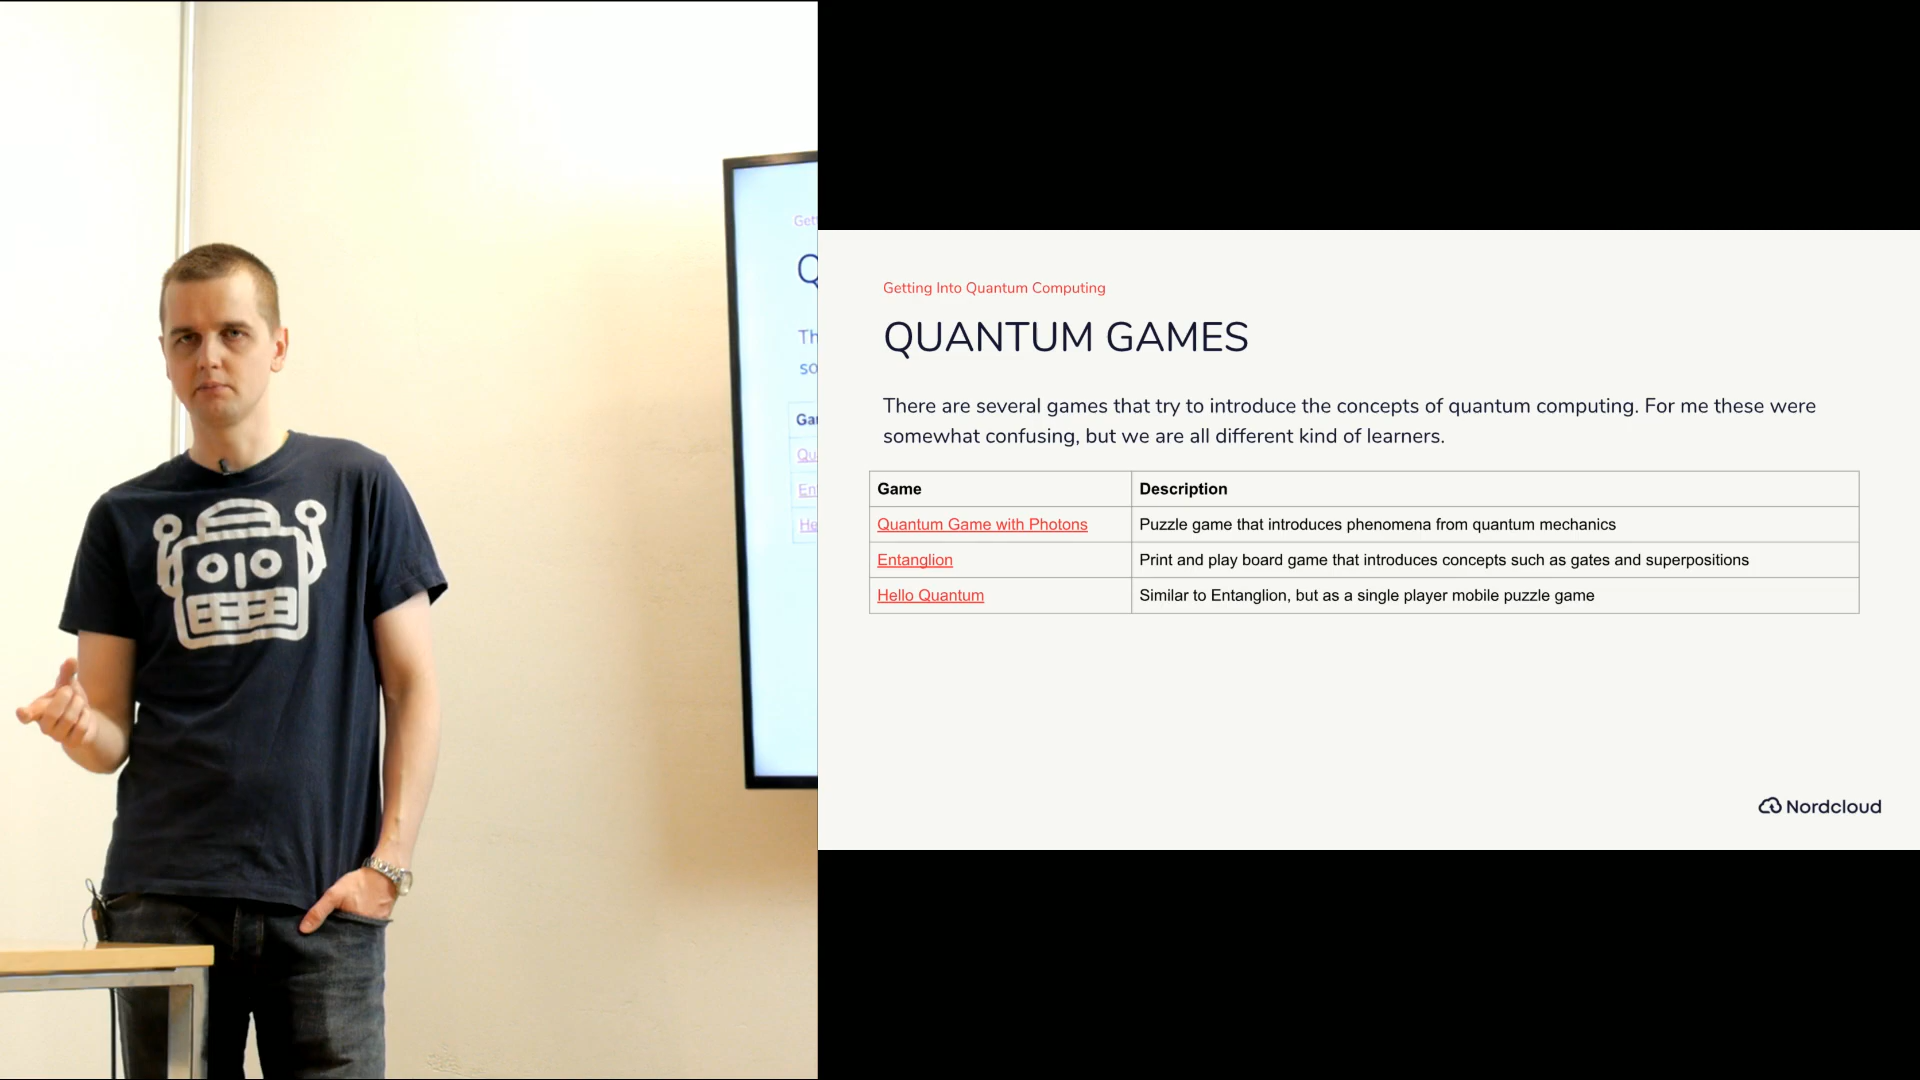 Getting Into Quantum Computing
QUANTUM GAMES
There are several games that try to introduce the concepts of quantum computing. For me these were
somewhat confusing, but we are all different kind of learners.
Game Description
Quantum Game with Photons Puzzle game that introduces phenomena from quantum mechanics
Entanglion Print and play board game that introduces concepts such as gates and superpositions
Hello Quantum Similar to Entanglion, but as a single player mobile puzzle game
Nordcloud